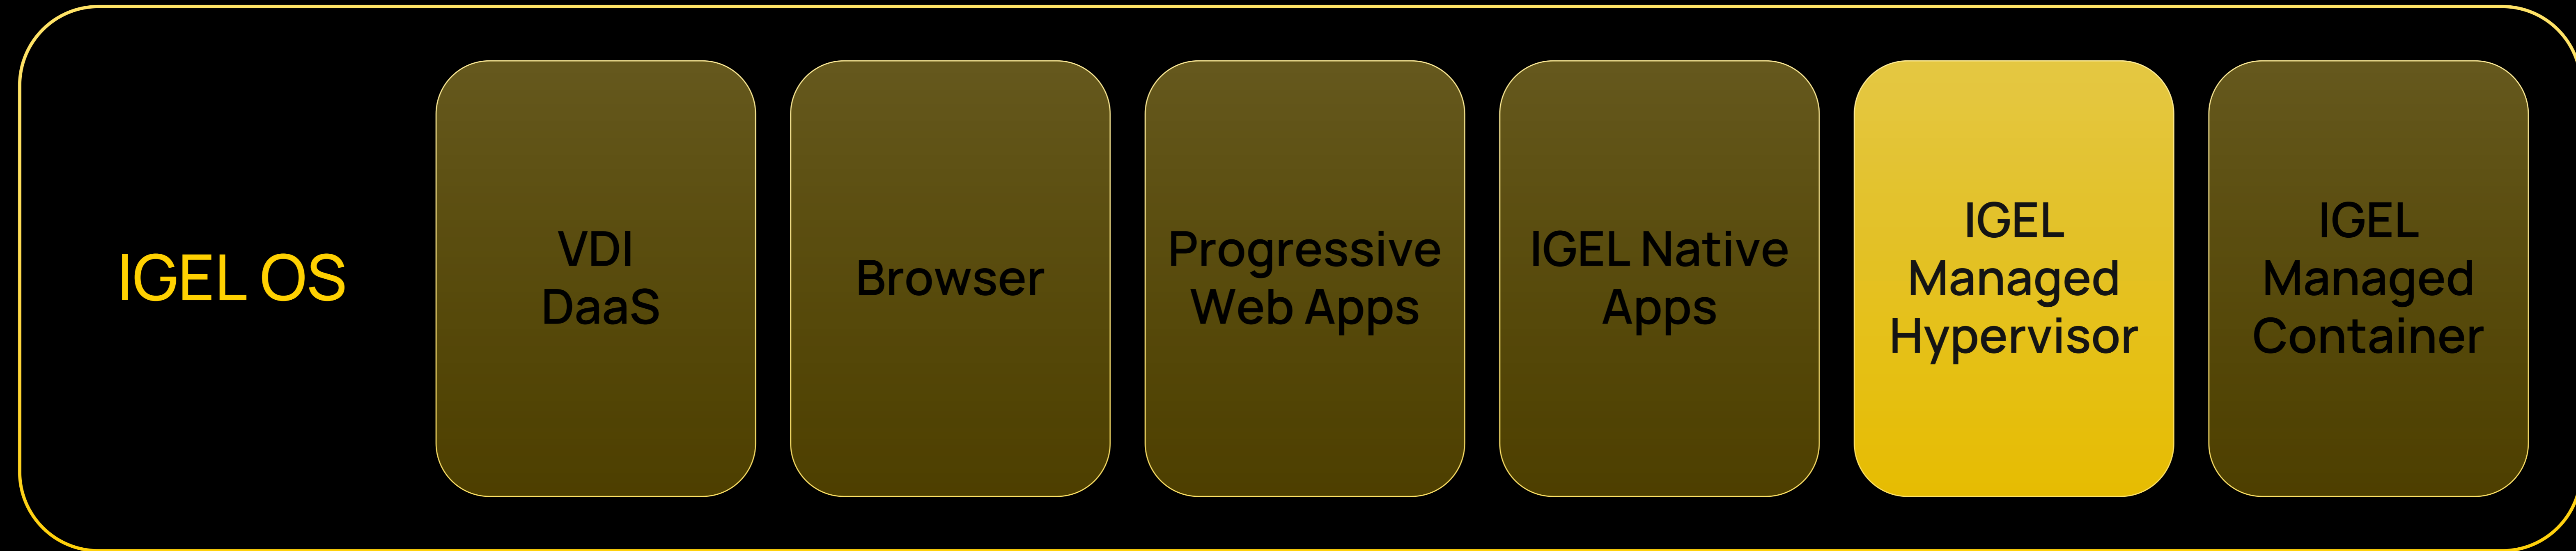 IGEL OS
VDI
DaaS
Browser
Progressive
Web Apps
IGEL Native
Apps
IGEL
Managed
Hypervisor
IGEL
Managed
Container